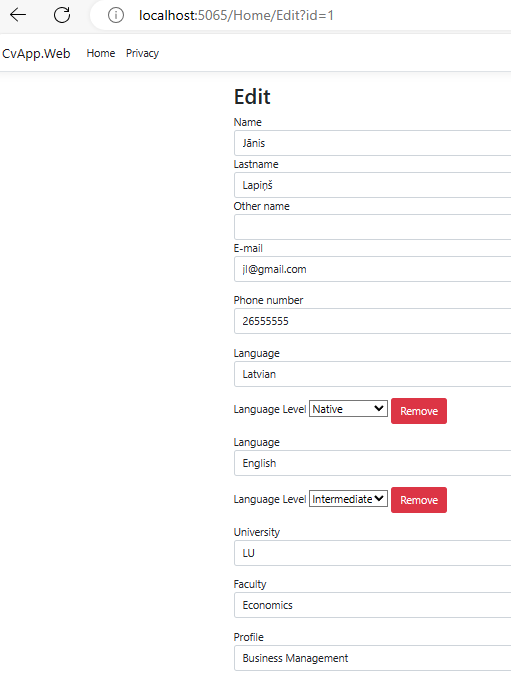 localhost:5065/Home/Edit?id=1
CvApp.Web Home Privacy
Edit
Name
Jānis
Lastname
Lapiņš
Other name
E-mail
jl@gmail.com
Phone number
26555555
Language
Latvian
Language Level Native Remove
Language
English
Language Level Intermediate Remove
University
LU
Faculty
Economics
Profile
Business Management